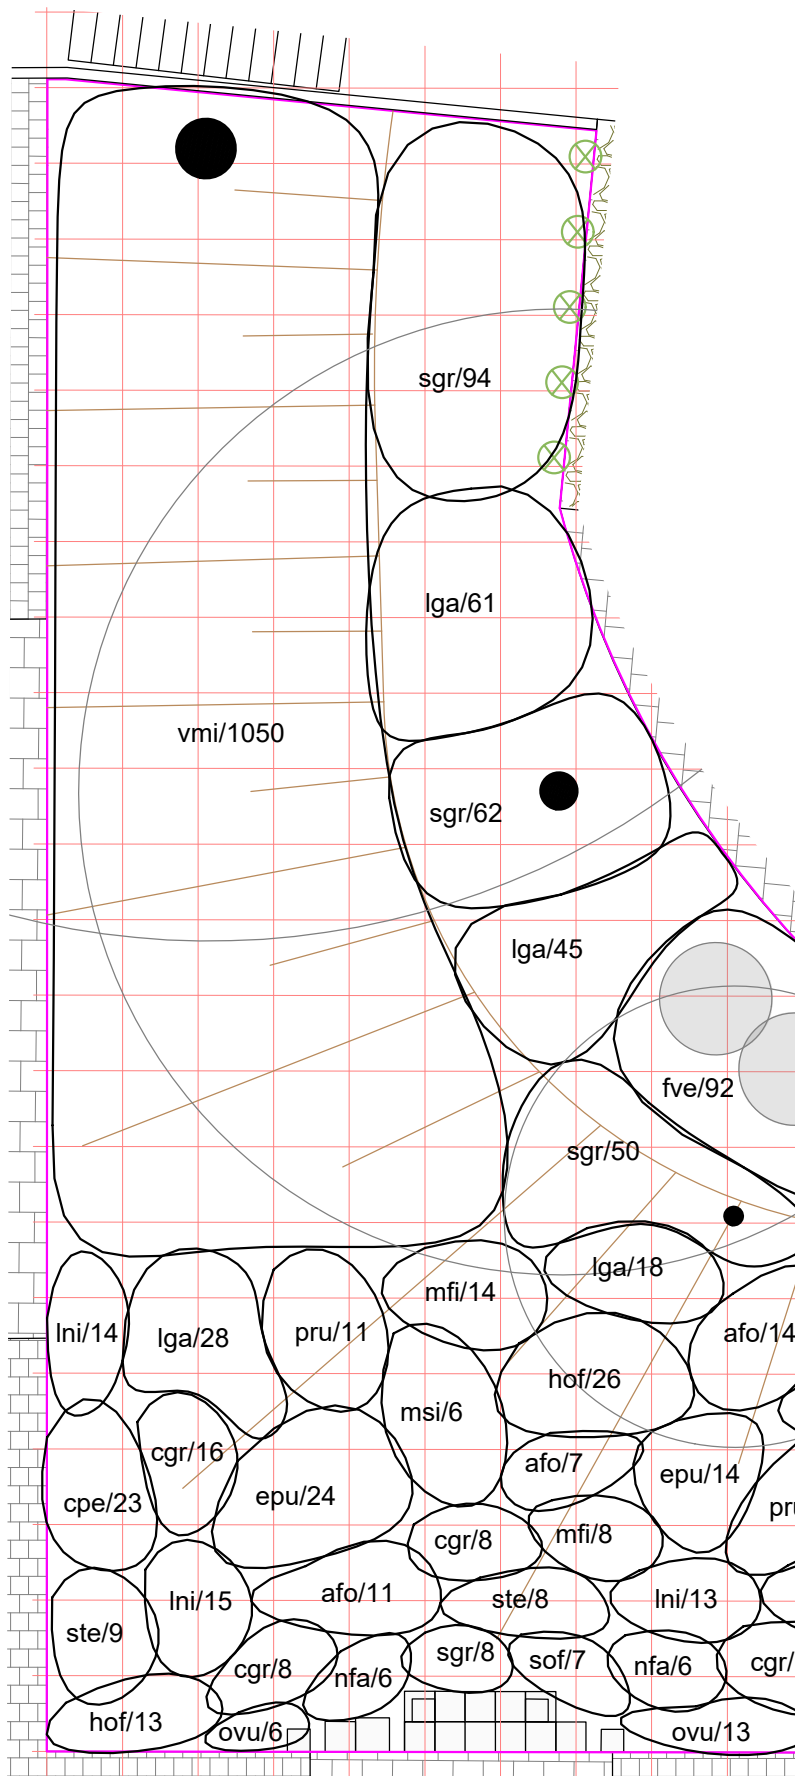 sgr/94
lga/61
vmi/1050
sgr/62
lga/45
fve/92
sgr/50
lga/18
mfi/14
lni/14
lga/28
pru/11
afo/14
hof/26
msi/6
cgr/16
afo/7
epu/14
cpe/23
epu/24
pru
cgr/8
mfi/8
afo/11
ste/8
lni/13
lni/15
ste/9
sgr/8
sof/7
nfa/6
cgr/
cgr/8
nfa/6
hof/13
ovu/6
ovu/13